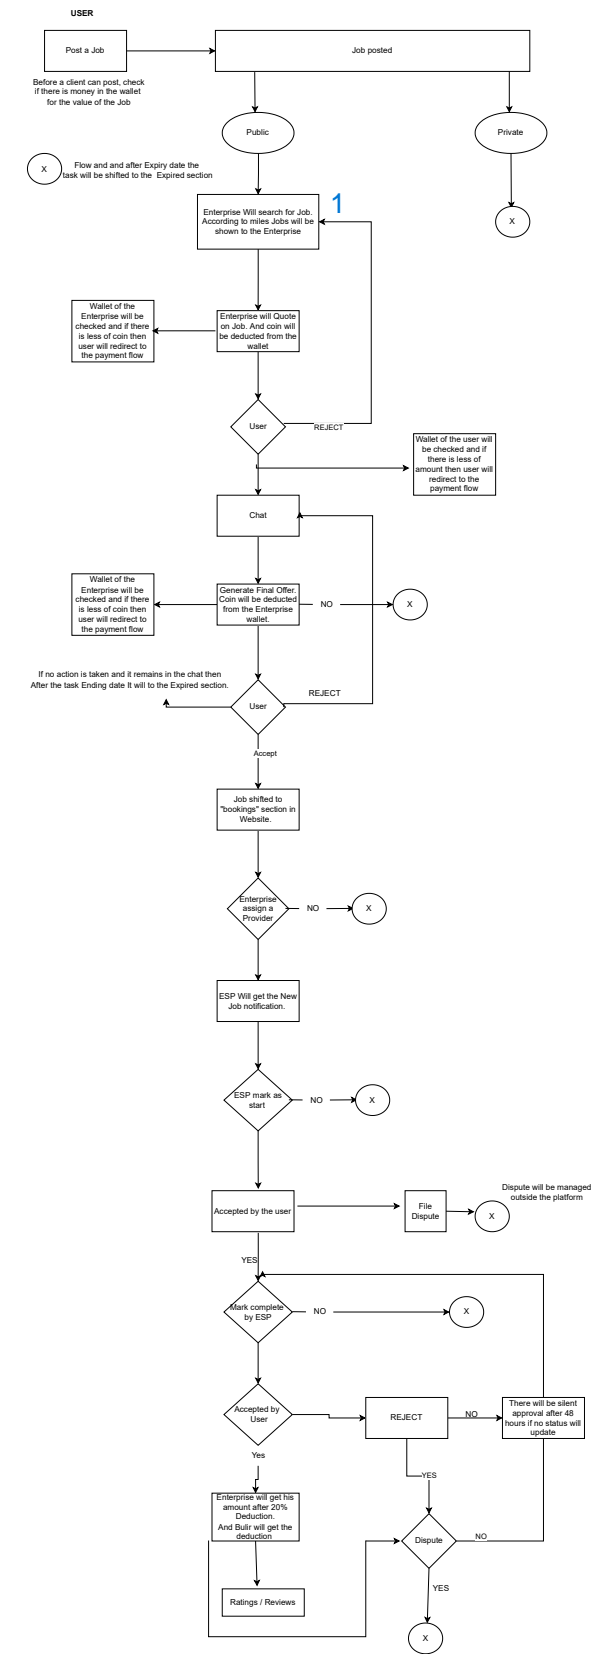 USER
Post a Job
Job posted
Before a client can post, check
if there is money in the wallet
for the value of the Job
Public
Private
X
Flow and and after Expiry date the
task will be shifted to the Expired section
X
1
Enterprise Will search for Job.
According to miles Jobs will be
shown to the Enterprise
Wallet of the
Enterprise will be
checked and if there
is less of coin then
user will redirect to
the payment flow
Enterprise will Quote
on Job. And coin will
be deducted from the
wallet
User
REJECT
Wallet of the user will
be checked and if
there is less of
amount then user will
redirect to the
payment flow
Chat
Wallet of the
Enterprise will be
checked and if there
is less of coin then
user will redirect to
the payment flow
Generate Final Offer.
Coin will be deducted
from the Enterprise
wallet.
NO
X
If no action is taken and it remains in the chat then
After the task Ending date It will to the Expired section.
User
REJECT
Accept
Job shifted to
"bookings" section in
Website.
Enterprise
assign a
Provider
NO
X
ESP Will get the New
Job notification.
ESP mark as
start
NO
X
Accepted by the user
File
Dispute
Dispute will be managed
outside the platform
X
YES
Mark complete
by ESP
NO
X
Accepted by
User
REJECT
NO
There will be silent
approval after 48
hours if no status will
update
Yes
YES
Enterprise will get his
amount after 20%
Deduction.
And Bulir will get the
deduction
Dispute
NO
YES
Ratings / Reviews
X